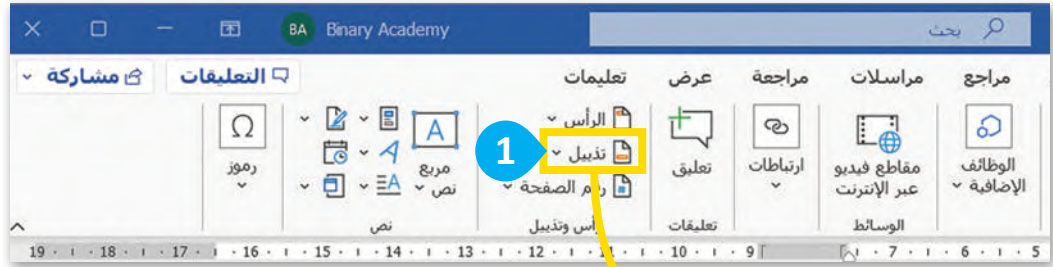 بحث
Binary Academy
BA
مراجع مراسلات مراجعة عرض تعليمات
التعليقات
مشاركة
الوظائف الإضافية
مقاطع فيديو عبر الإنترنت
ارتباطات
تعليق
الرأس
تذييل
1
رقم الصفحة
مربع نص
A
A
A
Ω
رموز
الوسائط
تعليقات
رأس وتذييل
نص
19 18 17 16 15 14 13 12 11 10 9 7 6 5